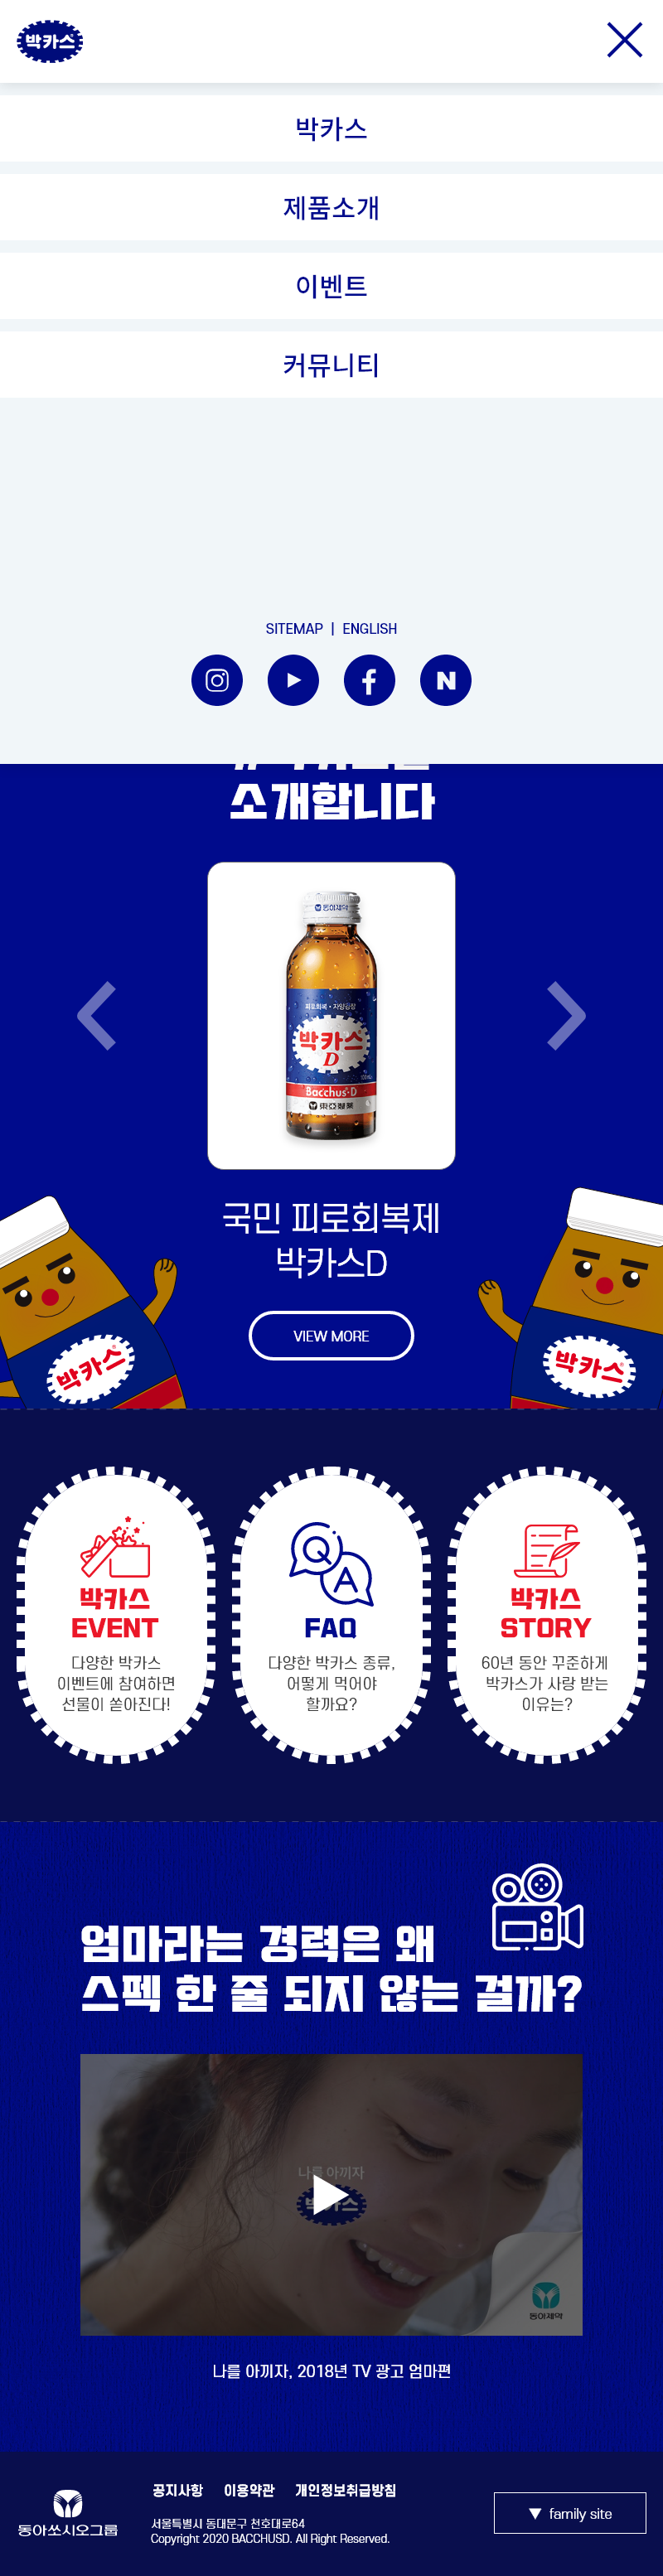 박카스
박카스
제품소개
이벤트
커뮤니티
SITEMAP | ENGLISH
N
소개합니다
동아제약
피로회복·자양강장
박카스
D
Bacchus·D
東亞製藥
국민 피로회복제
박카스D
VIEW MORE
박카스
박카스
박카스
EVENT
다양한 박카스
이벤트에 참여하면
선물이 쏟아진다!
Q
A
FAQ
다양한 박카스 종류,
어떻게 먹어야
할까요?
박카스
STORY
60년 동안 꾸준하게
박카스가 사랑 받는
이유는?
엄마라는 경력은 왜
스펙 한 줄 되지 않는 걸까?
나를 아끼자
박카스
동아제약
나를 아끼자, 2018년 TV 광고 엄마편
동아쏘시오그룹
공지사항 이용약관 개인정보취급방침
서울특별시 동대문구 천호대로64
Copyright 2020 BACCHUSD. All Right Reserved.
▼ family site